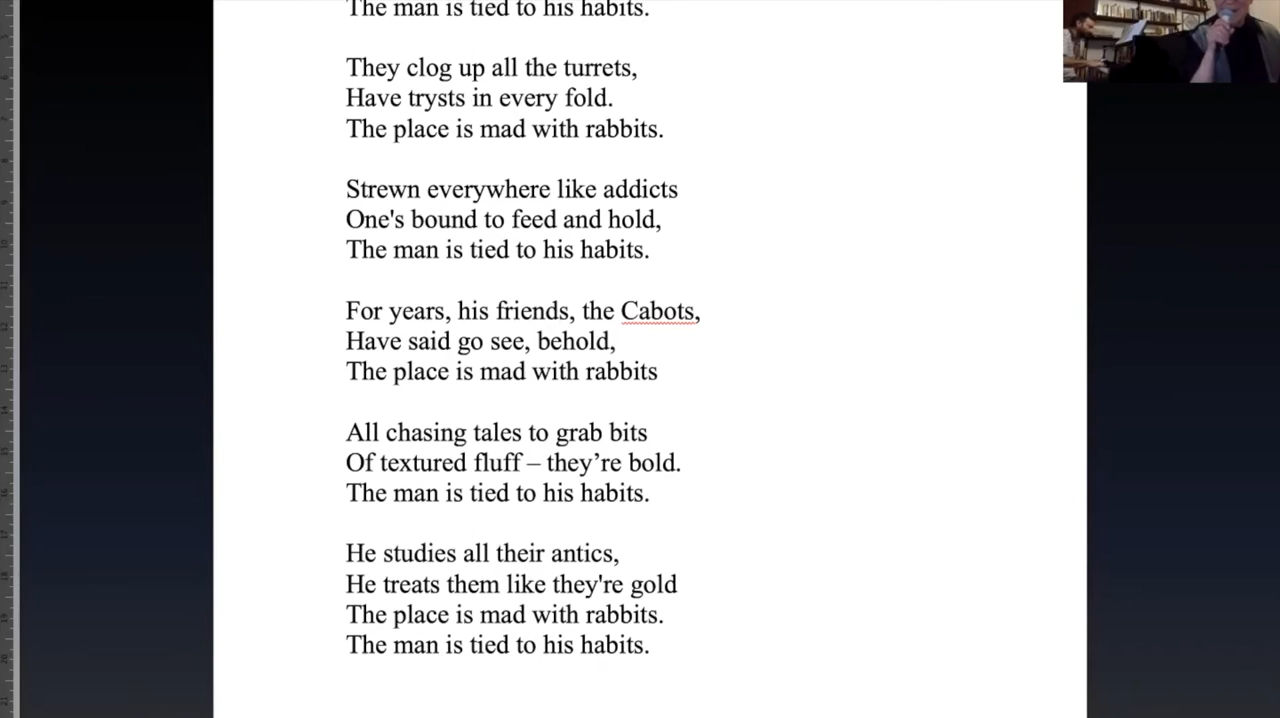 The man is tied to his habits.
They clog up all the turrets,
Have trysts in every fold.
The place is mad with rabbits.
Strewn everywhere like addicts
One's bound to feed and hold,
The man is tied to his habits.
For years, his friends, the Cabots,
Have said go see, behold,
The place is mad with rabbits
All chasing tales to grab bits
Of textured fluff – they’re bold.
The man is tied to his habits.
He studies all their antics,
He treats them like they're gold
The place is mad with rabbits.
The man is tied to his habits.